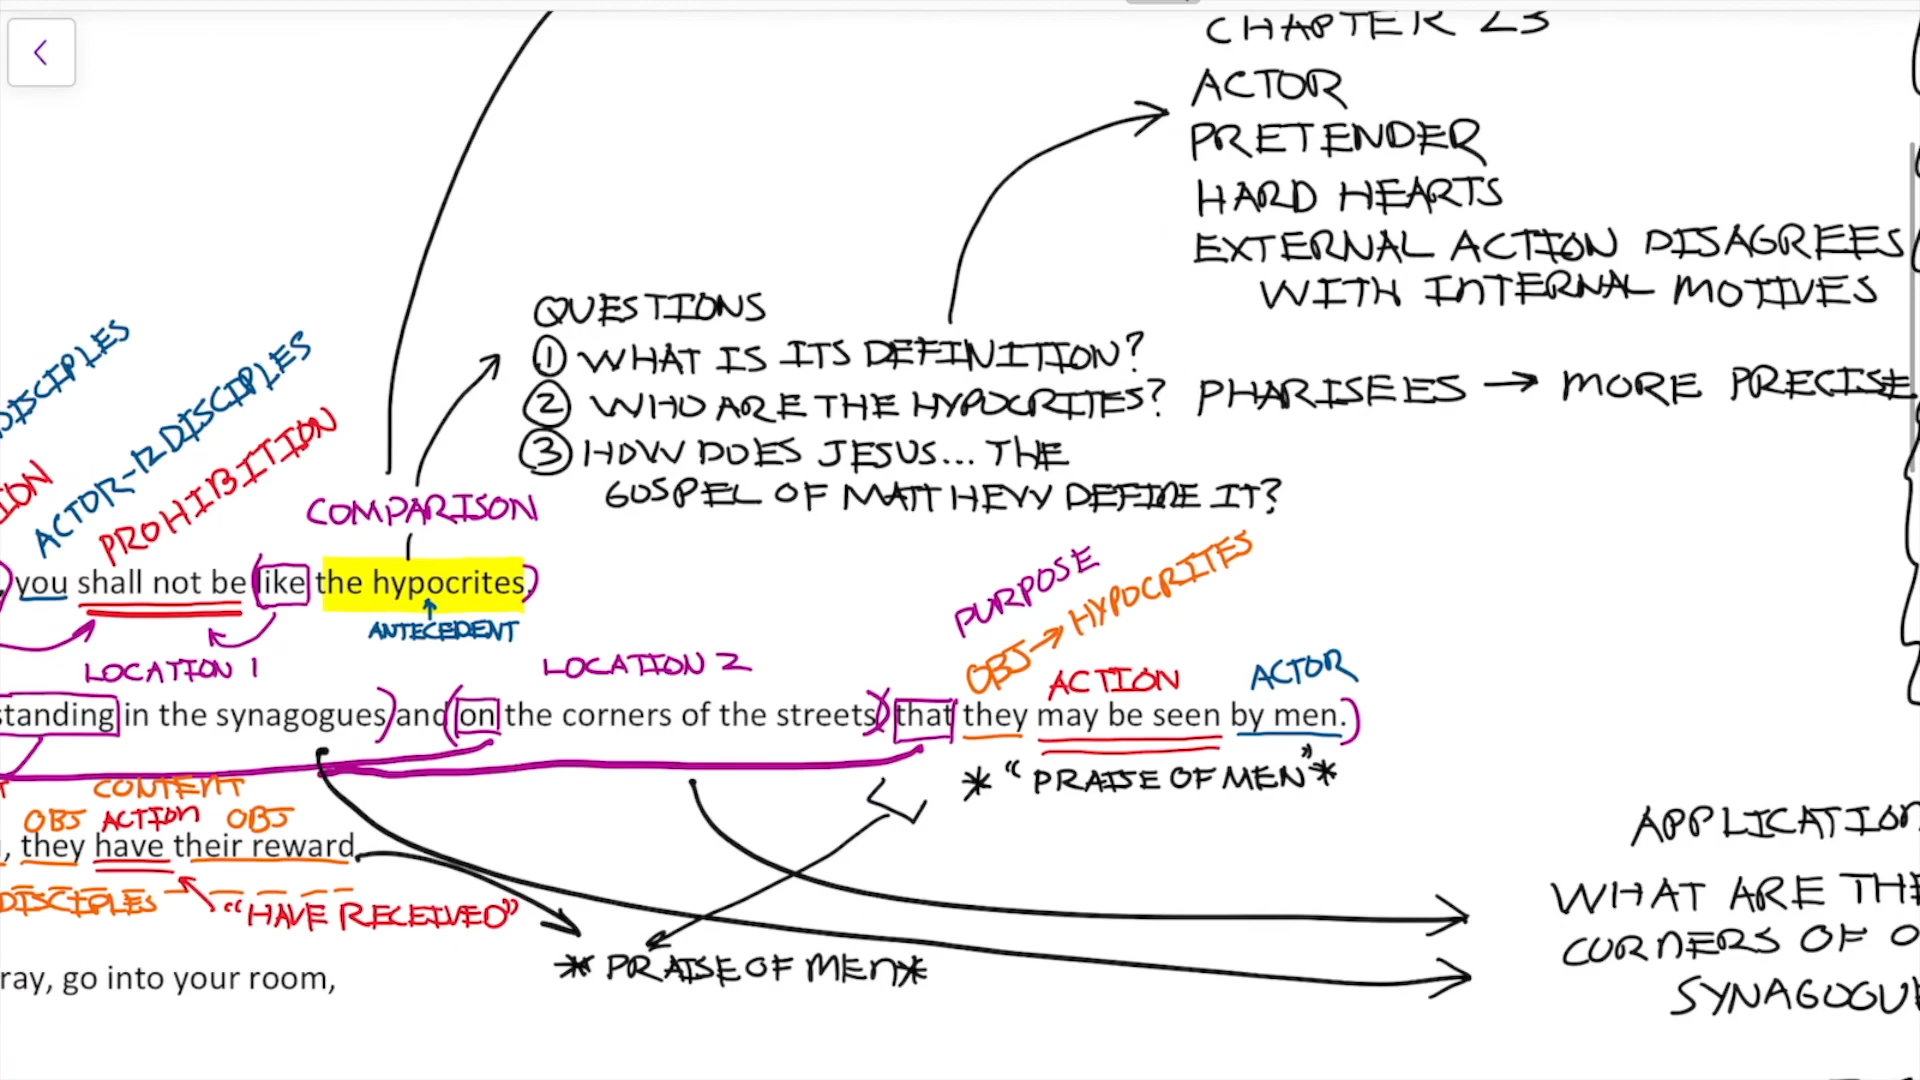 CHAPTER 23
ACTOR
PRETENDER
HARD HEARTS
EXTERNAL ACTION DISAGREES
WITH INTERNAL MOTIVES
QUESTIONS
① WHAT IS ITS DEFINITION?
② WHO ARE THE HYPOCRITES? PHARISEES → MORE PRECISE
③ HOW DOES JESUS... THE
GOSPEL OF MATTHEW DEFINE IT?
DISCIPLES
ACTOR-12 DISCIPLES
PROHIBITION
COMPARISON
you shall not be (like the hypocrites.)
ANTECEDENT
PURPOSE
OBJ → HYPOCRITES
LOCATION 1
LOCATION 2
ACTION
ACTOR
standing in the synagogues) and (on the corners of the streets) that they may be seen by men.)
* "PRAISE OF MEN" *
CONTENT
OBJ ACTION OBJ
, they have their reward.
DISCIPLES
"HAVE RECEIVED"
* PRAISE OF MEN *
ray, go into your room,
APPLICATION
WHAT ARE THE
CORNERS OF O
SYNAGOGUE